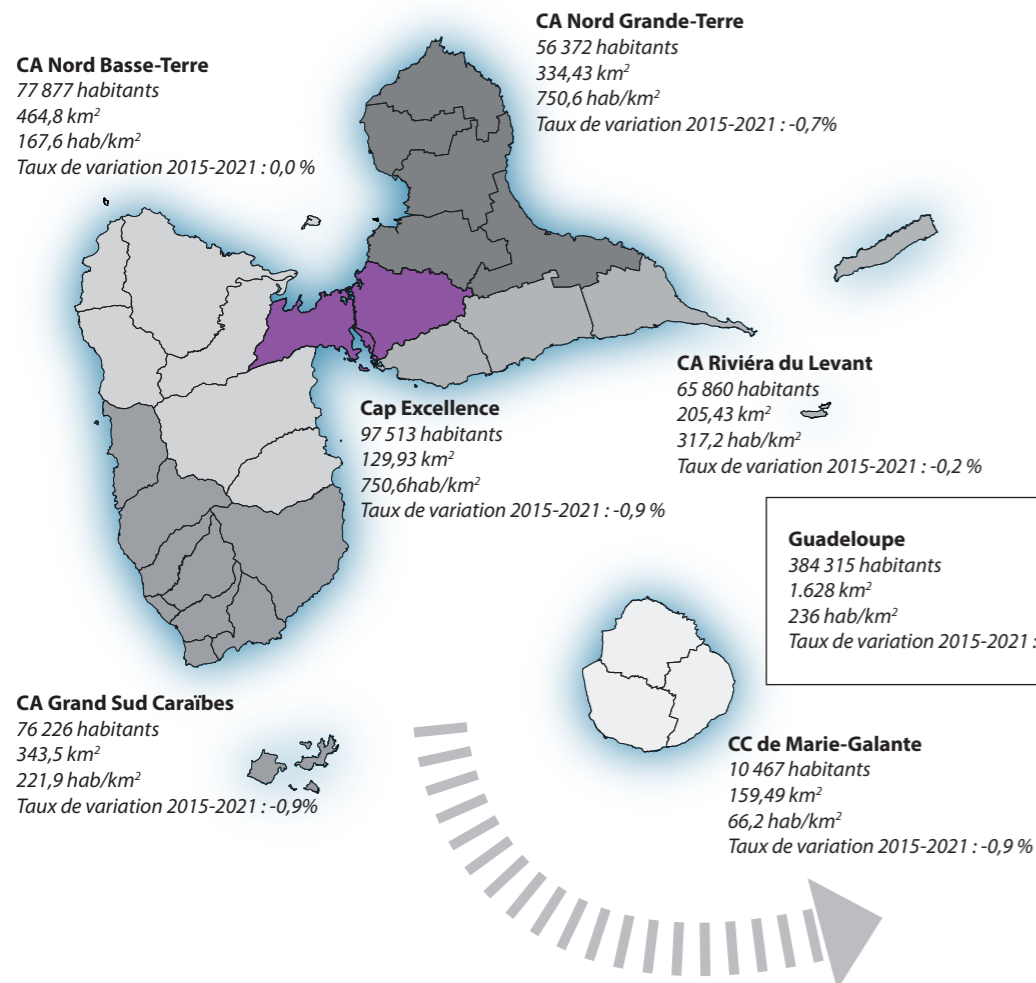 CA Nord Grande-Terre
56 372 habitants
334,43 km²
750,6 hab/km²
Taux de variation 2015-2021 : -0,7%
CA Nord Basse-Terre
77 877 habitants
464,8 km²
167,6 hab/km²
Taux de variation 2015-2021 : 0,0 %
CA Riviéra du Levant
65 860 habitants
205,43 km²
317,2 hab/km²
Taux de variation 2015-2021 : -0,2 %
Cap Excellence
97 513 habitants
129,93 km²
750,6hab/km²
Taux de variation 2015-2021 : -0,9 %
Guadeloupe
384 315 habitants
1.628 km²
236 hab/km²
Taux de variation 2015-2021 :
CA Grand Sud Caraïbes
76 226 habitants
343,5 km²
221,9 hab/km²
Taux de variation 2015-2021 : -0,9%
CC de Marie-Galante
10 467 habitants
159,49 km²
66,2 hab/km²
Taux de variation 2015-2021 : -0,9 %